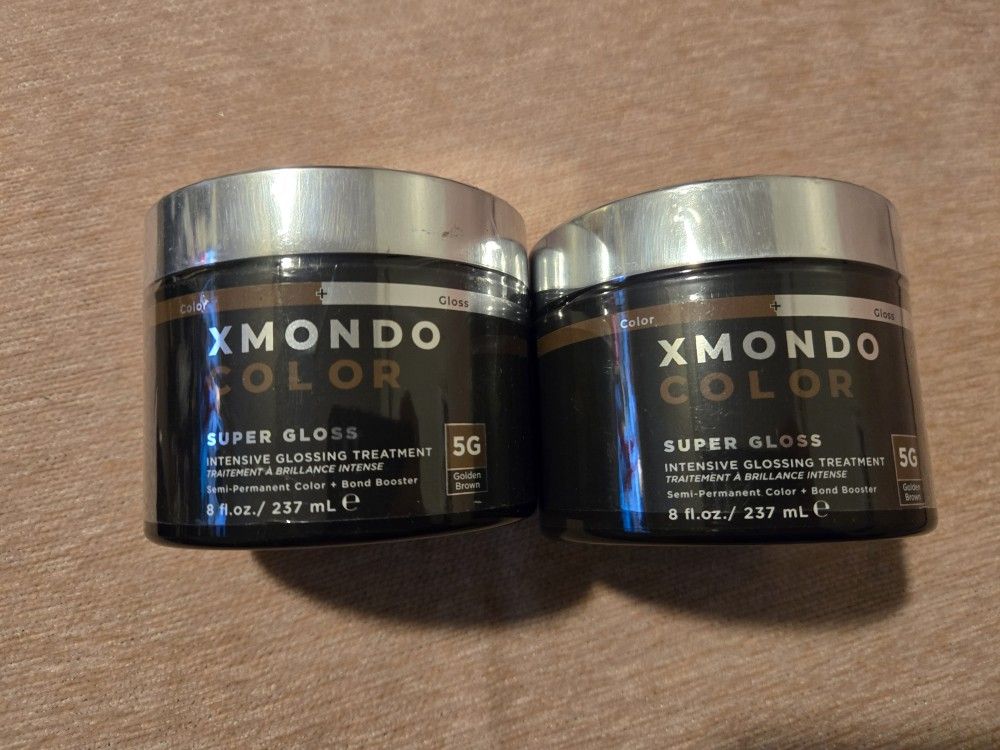 Color + Gloss
XMONDO
COLOR
SUPER GLOSS
INTENSIVE GLOSSING TREATMENT
TRAITEMENT À BRILLANCE INTENSE
Semi-Permanent Color + Bond Booster
8 fl.oz./ 237 mL ℮
5G
Golden
Brown
Color + Gloss
XMONDO
COLOR
SUPER GLOSS
INTENSIVE GLOSSING TREATMENT
TRAITEMENT À BRILLANCE INTENSE
Semi-Permanent Color + Bond Booster
8 fl.oz./ 237 mL ℮
5G
Golden
Brown